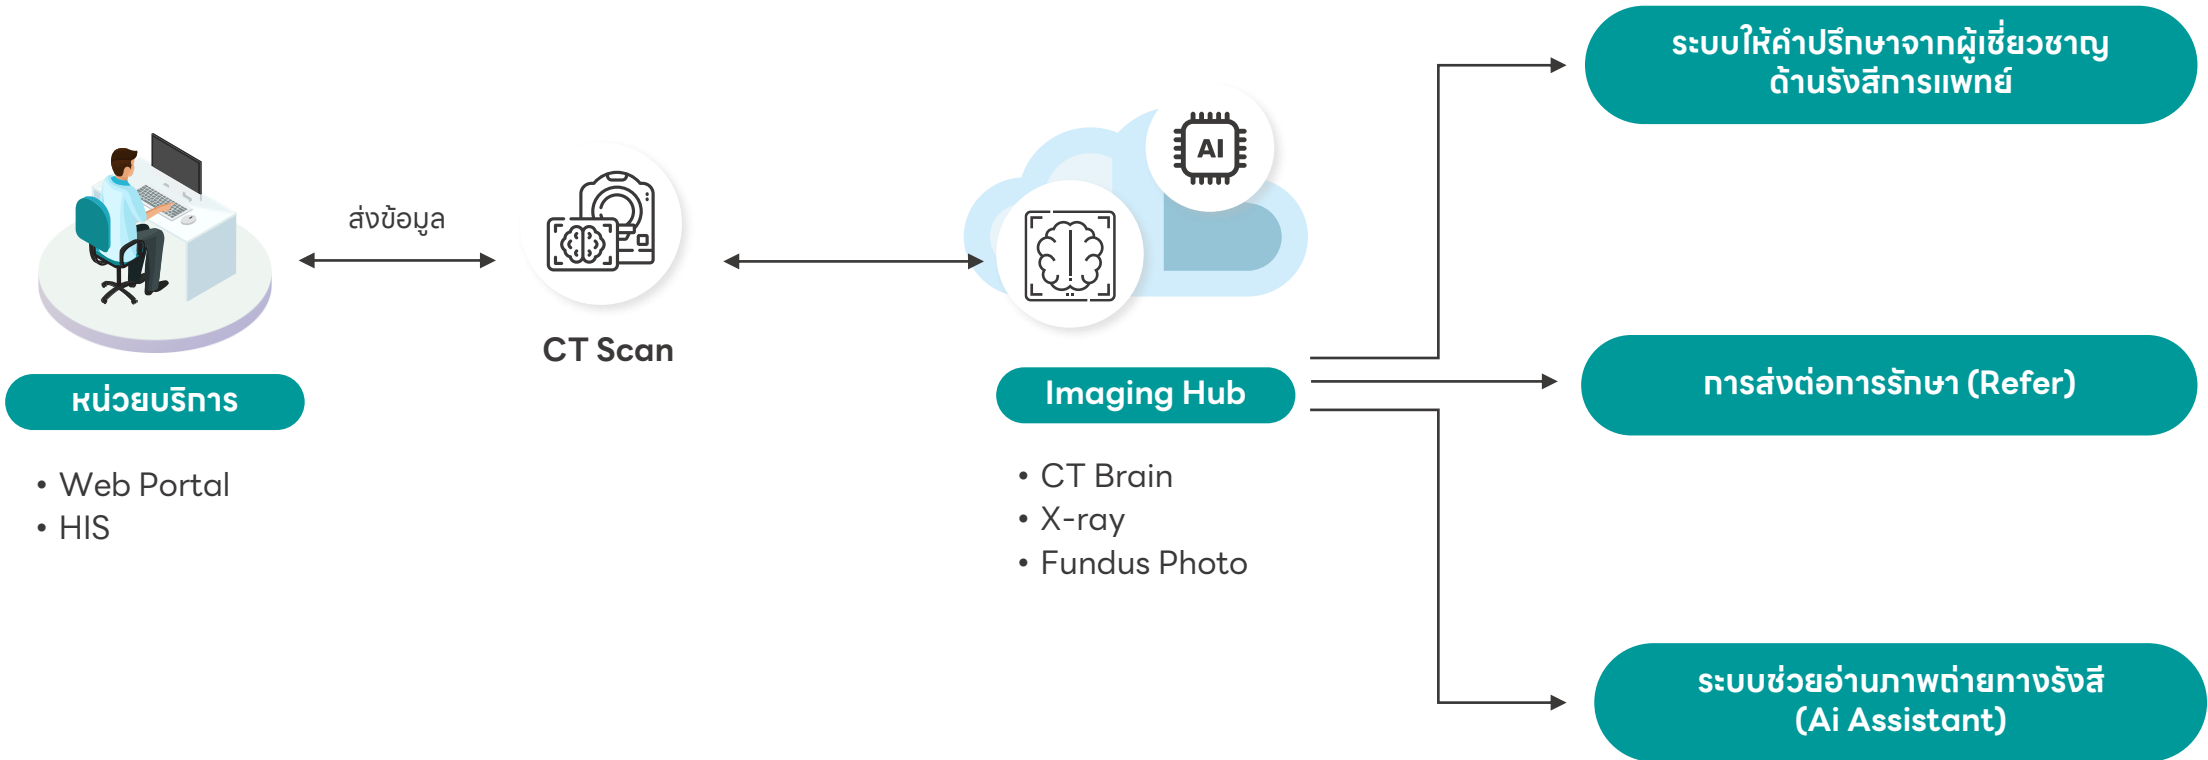 ระบบให้คำปรึกษาจากผู้เชี่ยวชาญ
ด้านรังสีการแพทย์
AI
ส่งข้อมูล
CT Scan
หน่วยบริการ
• Web Portal
• HIS
Imaging Hub
• CT Brain
• X-ray
• Fundus Photo
การส่งต่อการรักษา (Refer)
ระบบช่วยอ่านภาพถ่ายทางรังสี
(Ai Assistant)